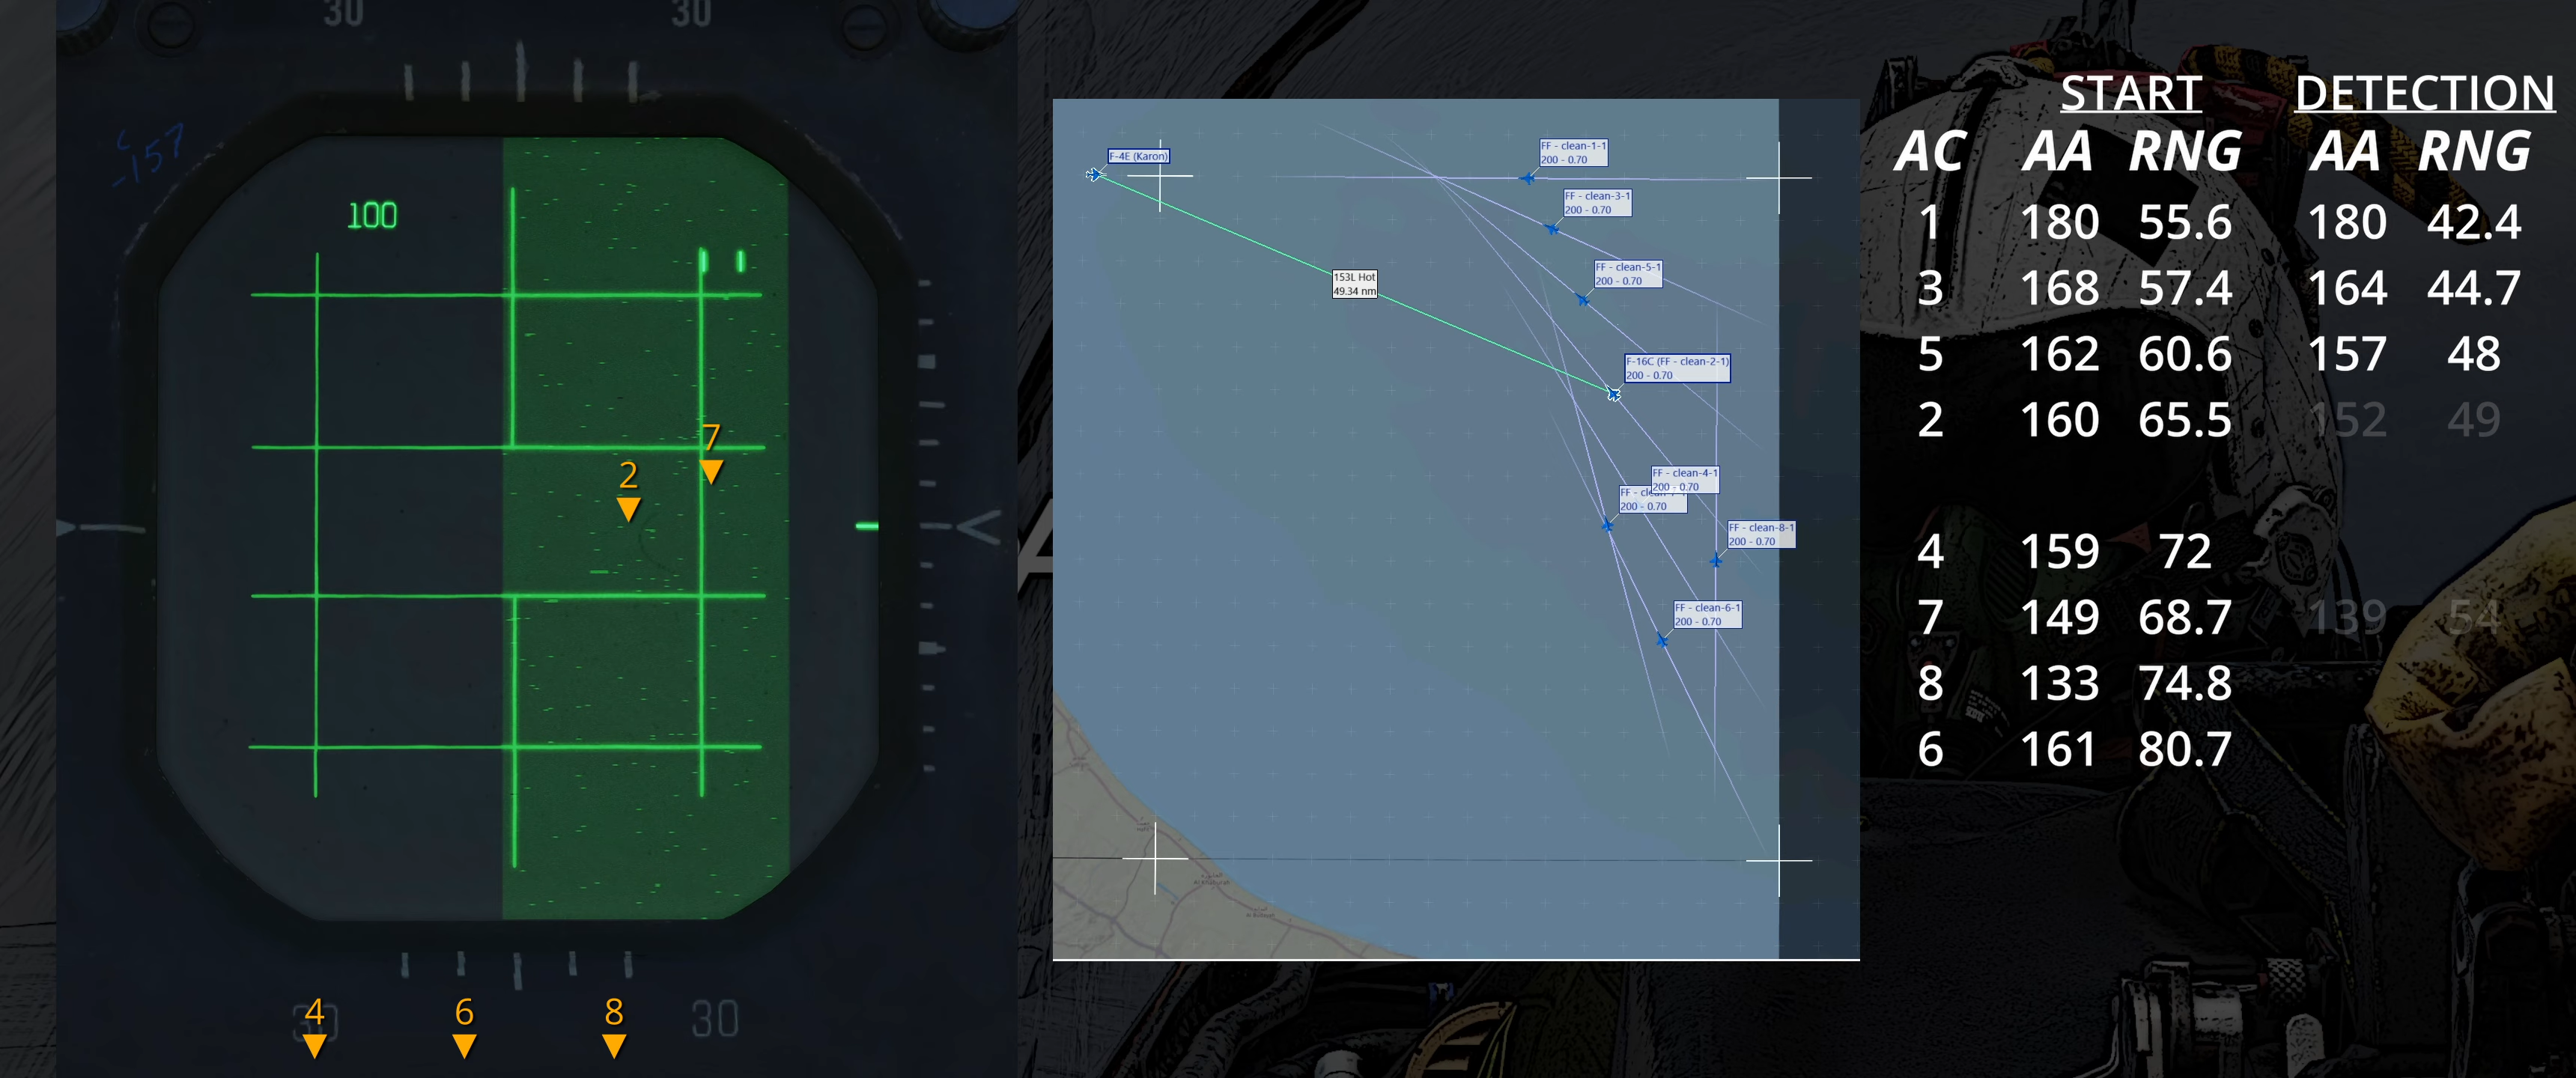 30 30
C
-157
100
7
2
4 6 8
30 30
F-4E (Karon)
FF - clean-1-1
200 - 0.70
FF - clean-3-1
200 - 0.70
FF - clean-5-1
200 - 0.70
153L Hot
49.34 nm
F-16C (FF - clean-2-1)
200 - 0.70
FF - clean-4-1
200 - 0.70
200 - 0.70
FF - clean-8-1
200 - 0.70
FF - clean-6-1
200 - 0.70
START DETECTION
AC AA RNG AA RNG
1 180 55.6 180 42.4
3 168 57.4 164 44.7
5 162 60.6 157 48
2 160 65.5 152 49
4 159 72
7 149 68.7 139 54
8 133 74.8
6 161 80.7